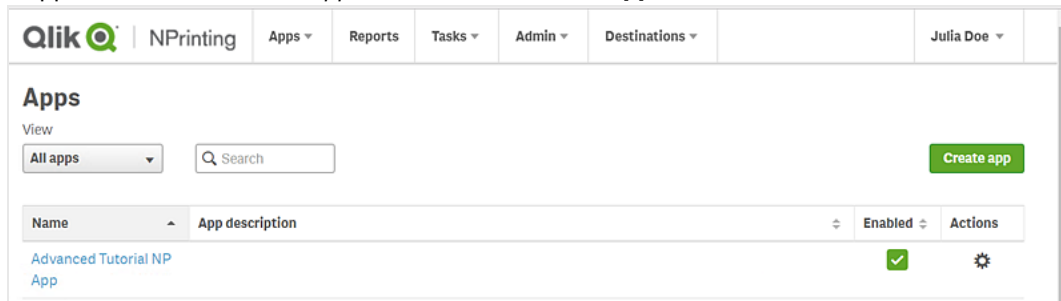 Qlik NPrinting Apps Reports Tasks Admin Destinations Julia Doe
Apps
View
All apps Search Create app
Name App description Enabled Actions
Advanced Tutorial NP
App